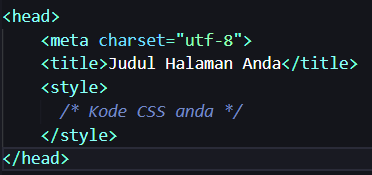 <head>
    <meta charset="utf-8">
    <title>Judul Halaman Anda</title>
    <style>
      /* Kode CSS anda */
    </style>
</head>